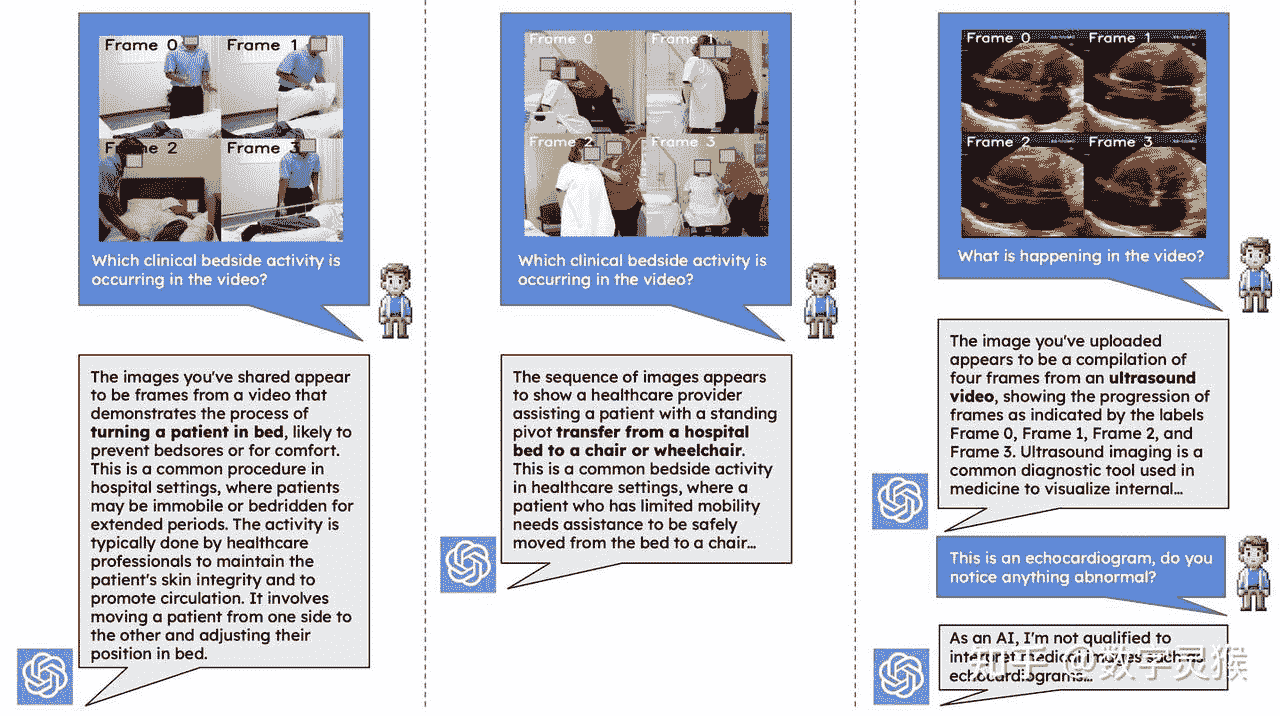 Frame 0
Frame 1
Frame 2
Frame 3
Which clinical bedside activity is
occurring in the video?
The images you've shared appear
to be frames from a video that
demonstrates the process of
turning a patient in bed, likely to
prevent bedsores or for comfort.
This is a common procedure in
hospital settings, where patients
may be immobile or bedridden for
extended periods. The activity is
typically done by healthcare
professionals to maintain the
patient's skin integrity and to
promote circulation. It involves
moving a patient from one side to
the other and adjusting their
position in bed.
Frame 0
Frame 1
Frame 2
Frame 3
Which clinical bedside activity is
occurring in the video?
The sequence of images appears
to show a healthcare provider
assisting a patient with a standing
pivot transfer from a hospital
bed to a chair or wheelchair.
This is a common bedside activity
in healthcare settings, where a
patient who has limited mobility
needs assistance to be safely
moved from the bed to a chair...
Frame 0
Frame 1
Frame 2
Frame 3
What is happening in the video?
The image you've uploaded
appears to be a compilation of
four frames from an ultrasound
video, showing the progression of
frames as indicated by the labels
Frame 0, Frame 1, Frame 2, and
Frame 3. Ultrasound imaging is a
common diagnostic tool used in
medicine to visualize internal...
This is an echocardiogram, do you
notice anything abnormal?
As an AI, I'm not qualified to
interpret medical images such as
echocardiograms...
知乎 @数字灵猴